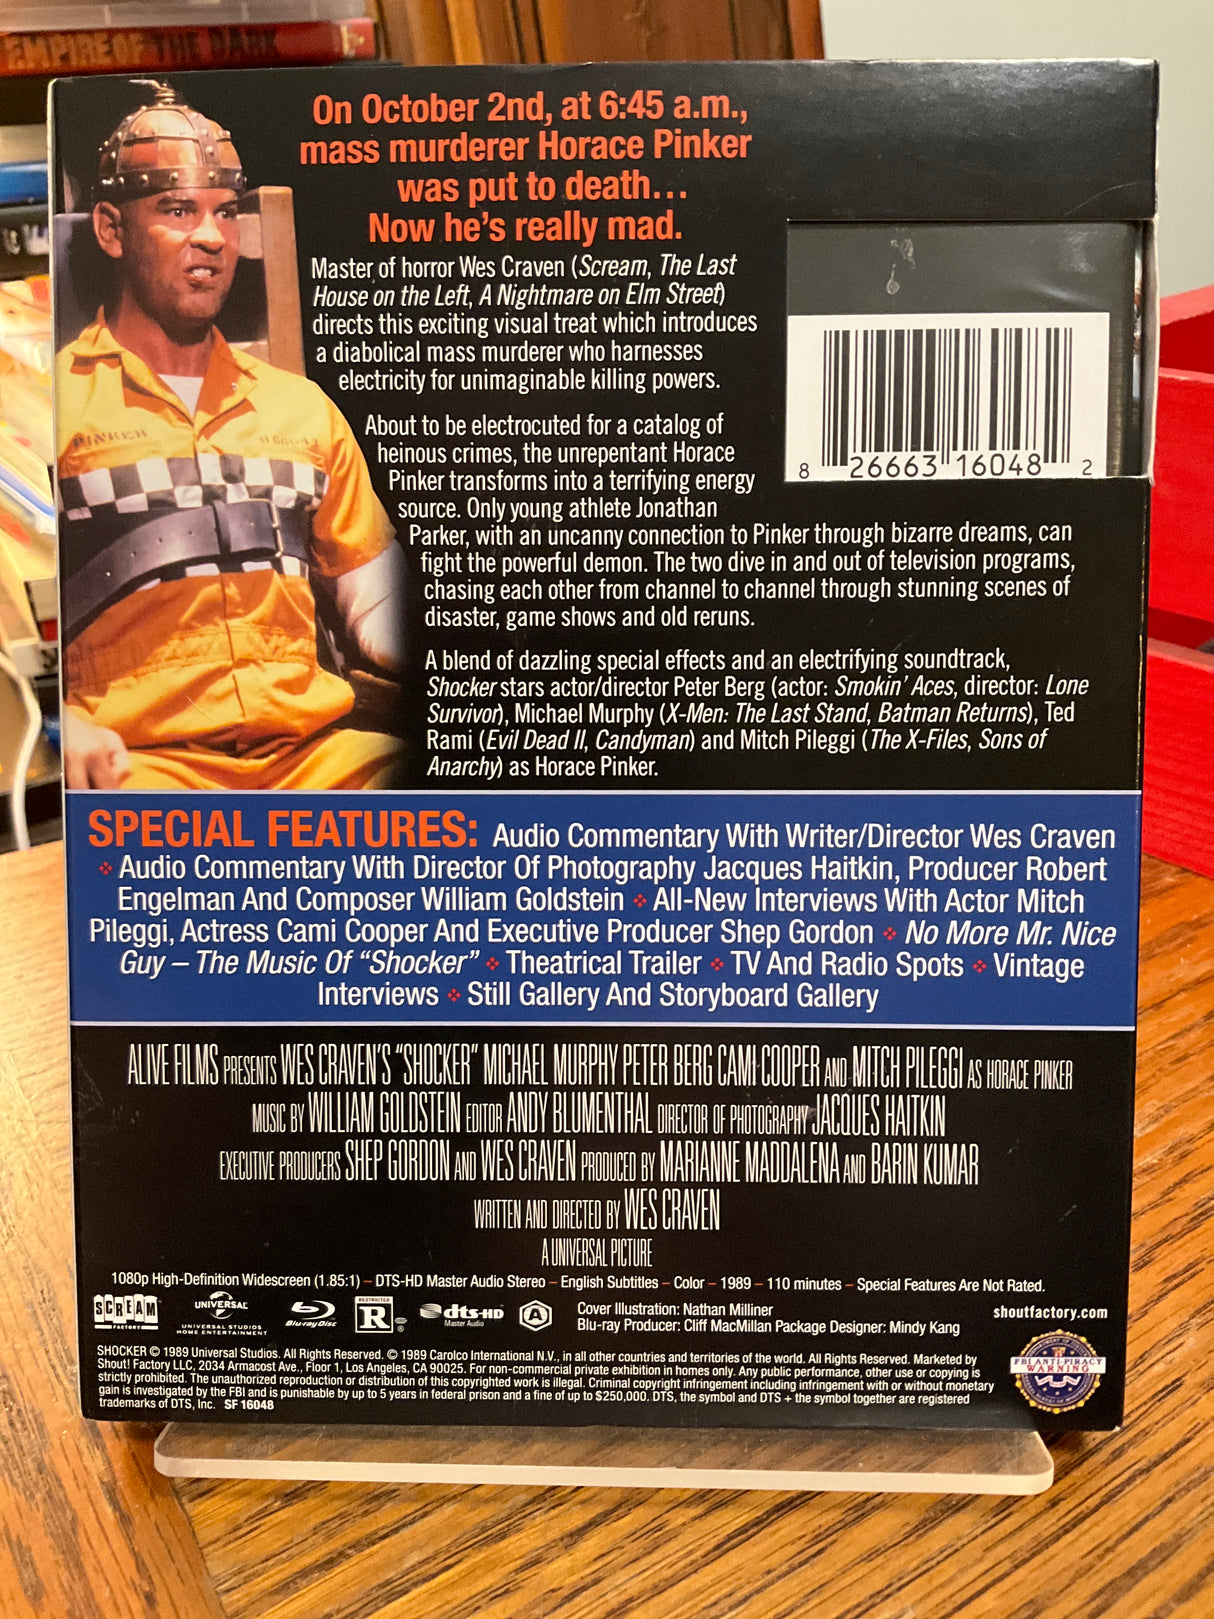 EMPIRE OF THE DARK
On October 2nd, at 6:45 a.m.,
mass murderer Horace Pinker
was put to death...
Now he's really mad.
Master of horror Wes Craven (Scream, The Last
House on the Left, A Nightmare on Elm Street)
directs this exciting visual treat which introduces
a diabolical mass murderer who harnesses
electricity for unimaginable killing powers.
PINKER
8 26663 16048 2
About to be electrocuted for a catalog of
heinous crimes, the unrepentant Horace
Pinker transforms into a terrifying energy
source. Only young athlete Jonathan
Parker, with an uncanny connection to Pinker through bizarre dreams, can
fight the powerful demon. The two dive in and out of television programs,
chasing each other from channel to channel through stunning scenes of
disaster, game shows and old reruns.
A blend of dazzling special effects and an electrifying soundtrack,
Shocker stars actor/director Peter Berg (actor: Smokin' Aces, director: Lone
Survivor), Michael Murphy (X-Men: The Last Stand, Batman Returns), Ted
Rami (Evil Dead II, Candyman) and Mitch Pileggi (The X-Files, Sons of
Anarchy) as Horace Pinker.
SPECIAL FEATURES: Audio Commentary With Writer/Director Wes Craven
❖ Audio Commentary With Director Of Photography Jacques Haitkin, Producer Robert
Engelman And Composer William Goldstein ❖ All-New Interviews With Actor Mitch
Pileggi, Actress Cami Cooper And Executive Producer Shep Gordon ❖ No More Mr. Nice
Guy – The Music Of "Shocker" ❖ Theatrical Trailer ❖ TV And Radio Spots ❖ Vintage
Interviews ❖ Still Gallery And Storyboard Gallery
ALIVE FILMS PRESENTS WES CRAVEN'S "SHOCKER" MICHAEL MURPHY PETER BERG CAMI COOPER AND MITCH PILEGGI AS HORACE PINKER
MUSIC BY WILLIAM GOLDSTEIN EDITOR ANDY BLUMENTHAL DIRECTOR OF PHOTOGRAPHY JACQUES HAITKIN
EXECUTIVE PRODUCERS SHEP GORDON AND WES CRAVEN PRODUCED BY MARIANNE MADDALENA AND BARIN KUMAR
WRITTEN AND DIRECTED BY WES CRAVEN
A UNIVERSAL PICTURE
1080p High-Definition Widescreen (1.85:1) – DTS-HD Master Audio Stereo – English Subtitles – Color – 1989 – 110 minutes – Special Features Are Not Rated.
SCREAM FACTORY
UNIVERSAL
UNIVERSAL STUDIOS
HOME ENTERTAINMENT
Blu-ray Disc
RESTRICTED
R
®
dts-HD
Master Audio
A
Cover Illustration: Nathan Milliner
Blu-ray Producer: Cliff MacMillan Package Designer: Mindy Kang
shoutfactory.com
SHOCKER © 1989 Universal Studios. All Rights Reserved. © 1989 Carolco International N.V., in all other countries and territories of the world. All Rights Reserved. Marketed by
Shout! Factory LLC, 2034 Armacost Ave., Floor 1, Los Angeles, CA 90025. For non-commercial private exhibition in homes only. Any public performance, other use or copying is
strictly prohibited. The unauthorized reproduction or distribution of this copyrighted work is illegal. Criminal copyright infringement including infringement with or without monetary
gain is investigated by the FBI and is punishable by up to 5 years in federal prison and a fine of up to $250,000. DTS, the symbol and DTS + the symbol together are registered
trademarks of DTS, Inc. SF 16048
FBI ANTI-PIRACY
WARNING